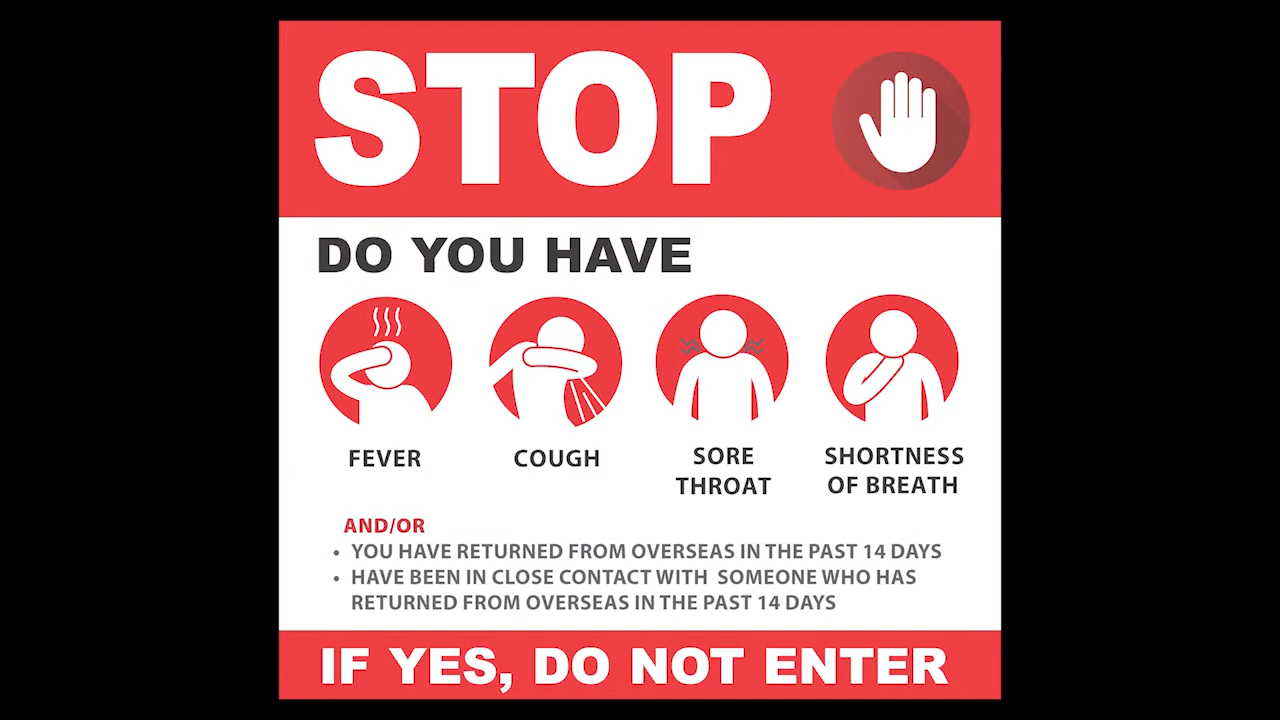 STOP
DO YOU HAVE
FEVER
COUGH
SORE
THROAT
SHORTNESS
OF BREATH
AND/OR
• YOU HAVE RETURNED FROM OVERSEAS IN THE PAST 14 DAYS
• HAVE BEEN IN CLOSE CONTACT WITH SOMEONE WHO HAS
RETURNED FROM OVERSEAS IN THE PAST 14 DAYS
IF YES, DO NOT ENTER